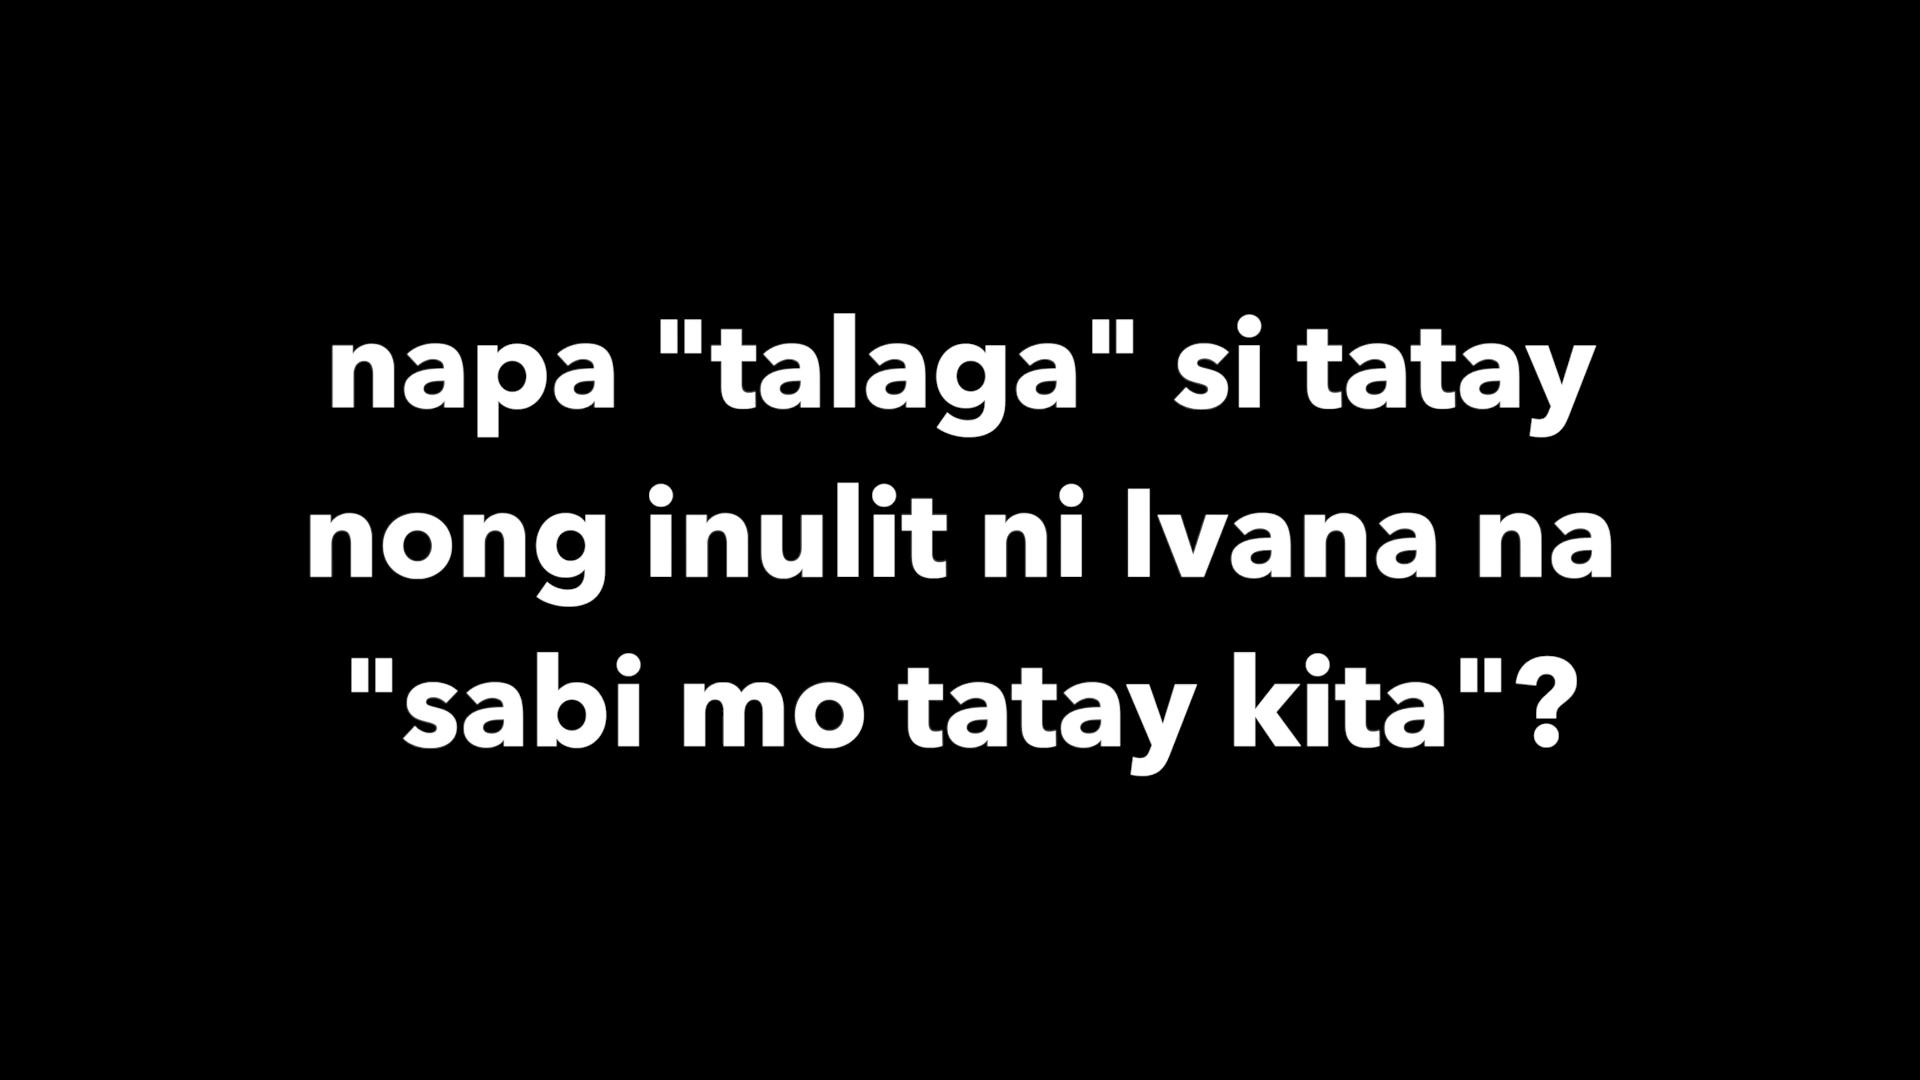 napa "talaga" si tatay
nong inulit ni Ivana na
"sabi mo tatay kita"?